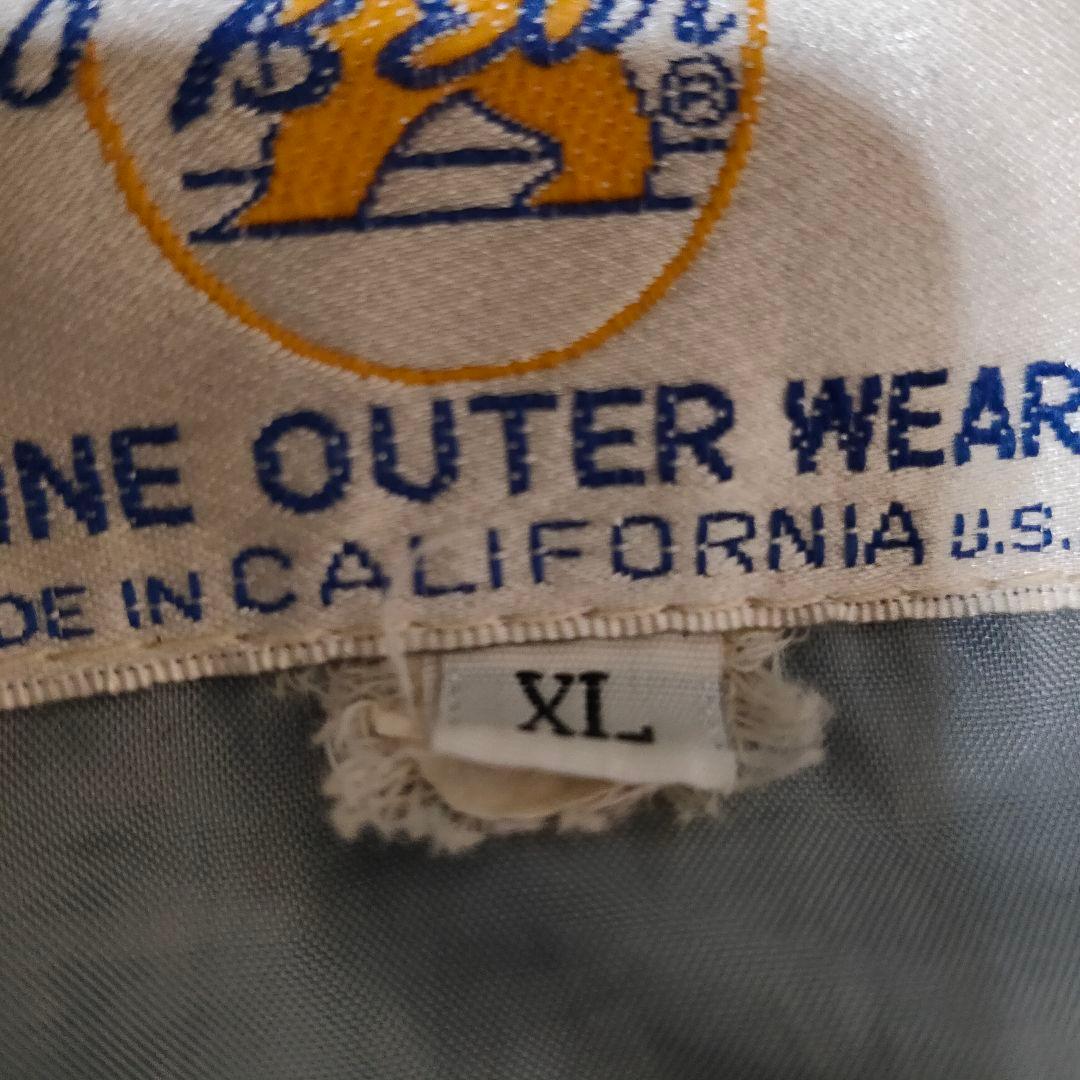 ®
INE OUTER WEAR
DE IN CALIFORNIA U.S.
XL